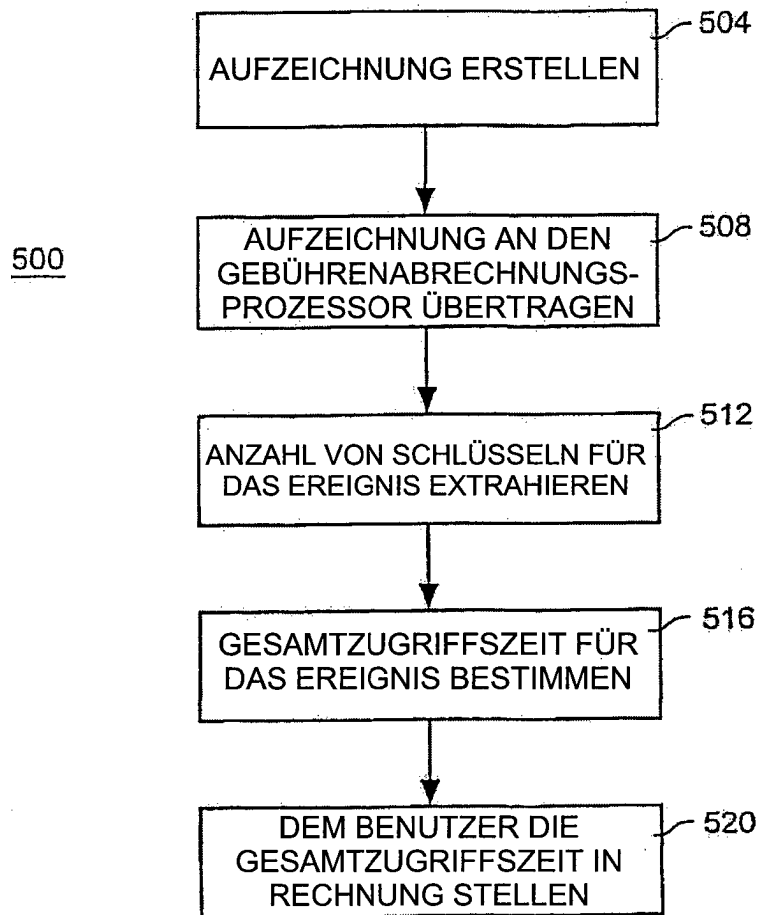 504
AUFZEICHNUNG ERSTELLEN
508
AUFZEICHNUNG AN DEN
GEBÜHRENABRECHNUNGS-
PROZESSOR ÜBERTRAGEN
500
512
ANZAHL VON SCHLÜSSELN FÜR
DAS EREIGNIS EXTRAHIEREN
516
GESAMTZUGRIFFSZEIT FÜR
DAS EREIGNIS BESTIMMEN
520
DEM BENUTZER DIE
GESAMTZUGRIFFSZEIT IN
RECHNUNG STELLEN